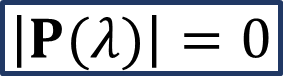 |𝐏(𝜆)| = 0